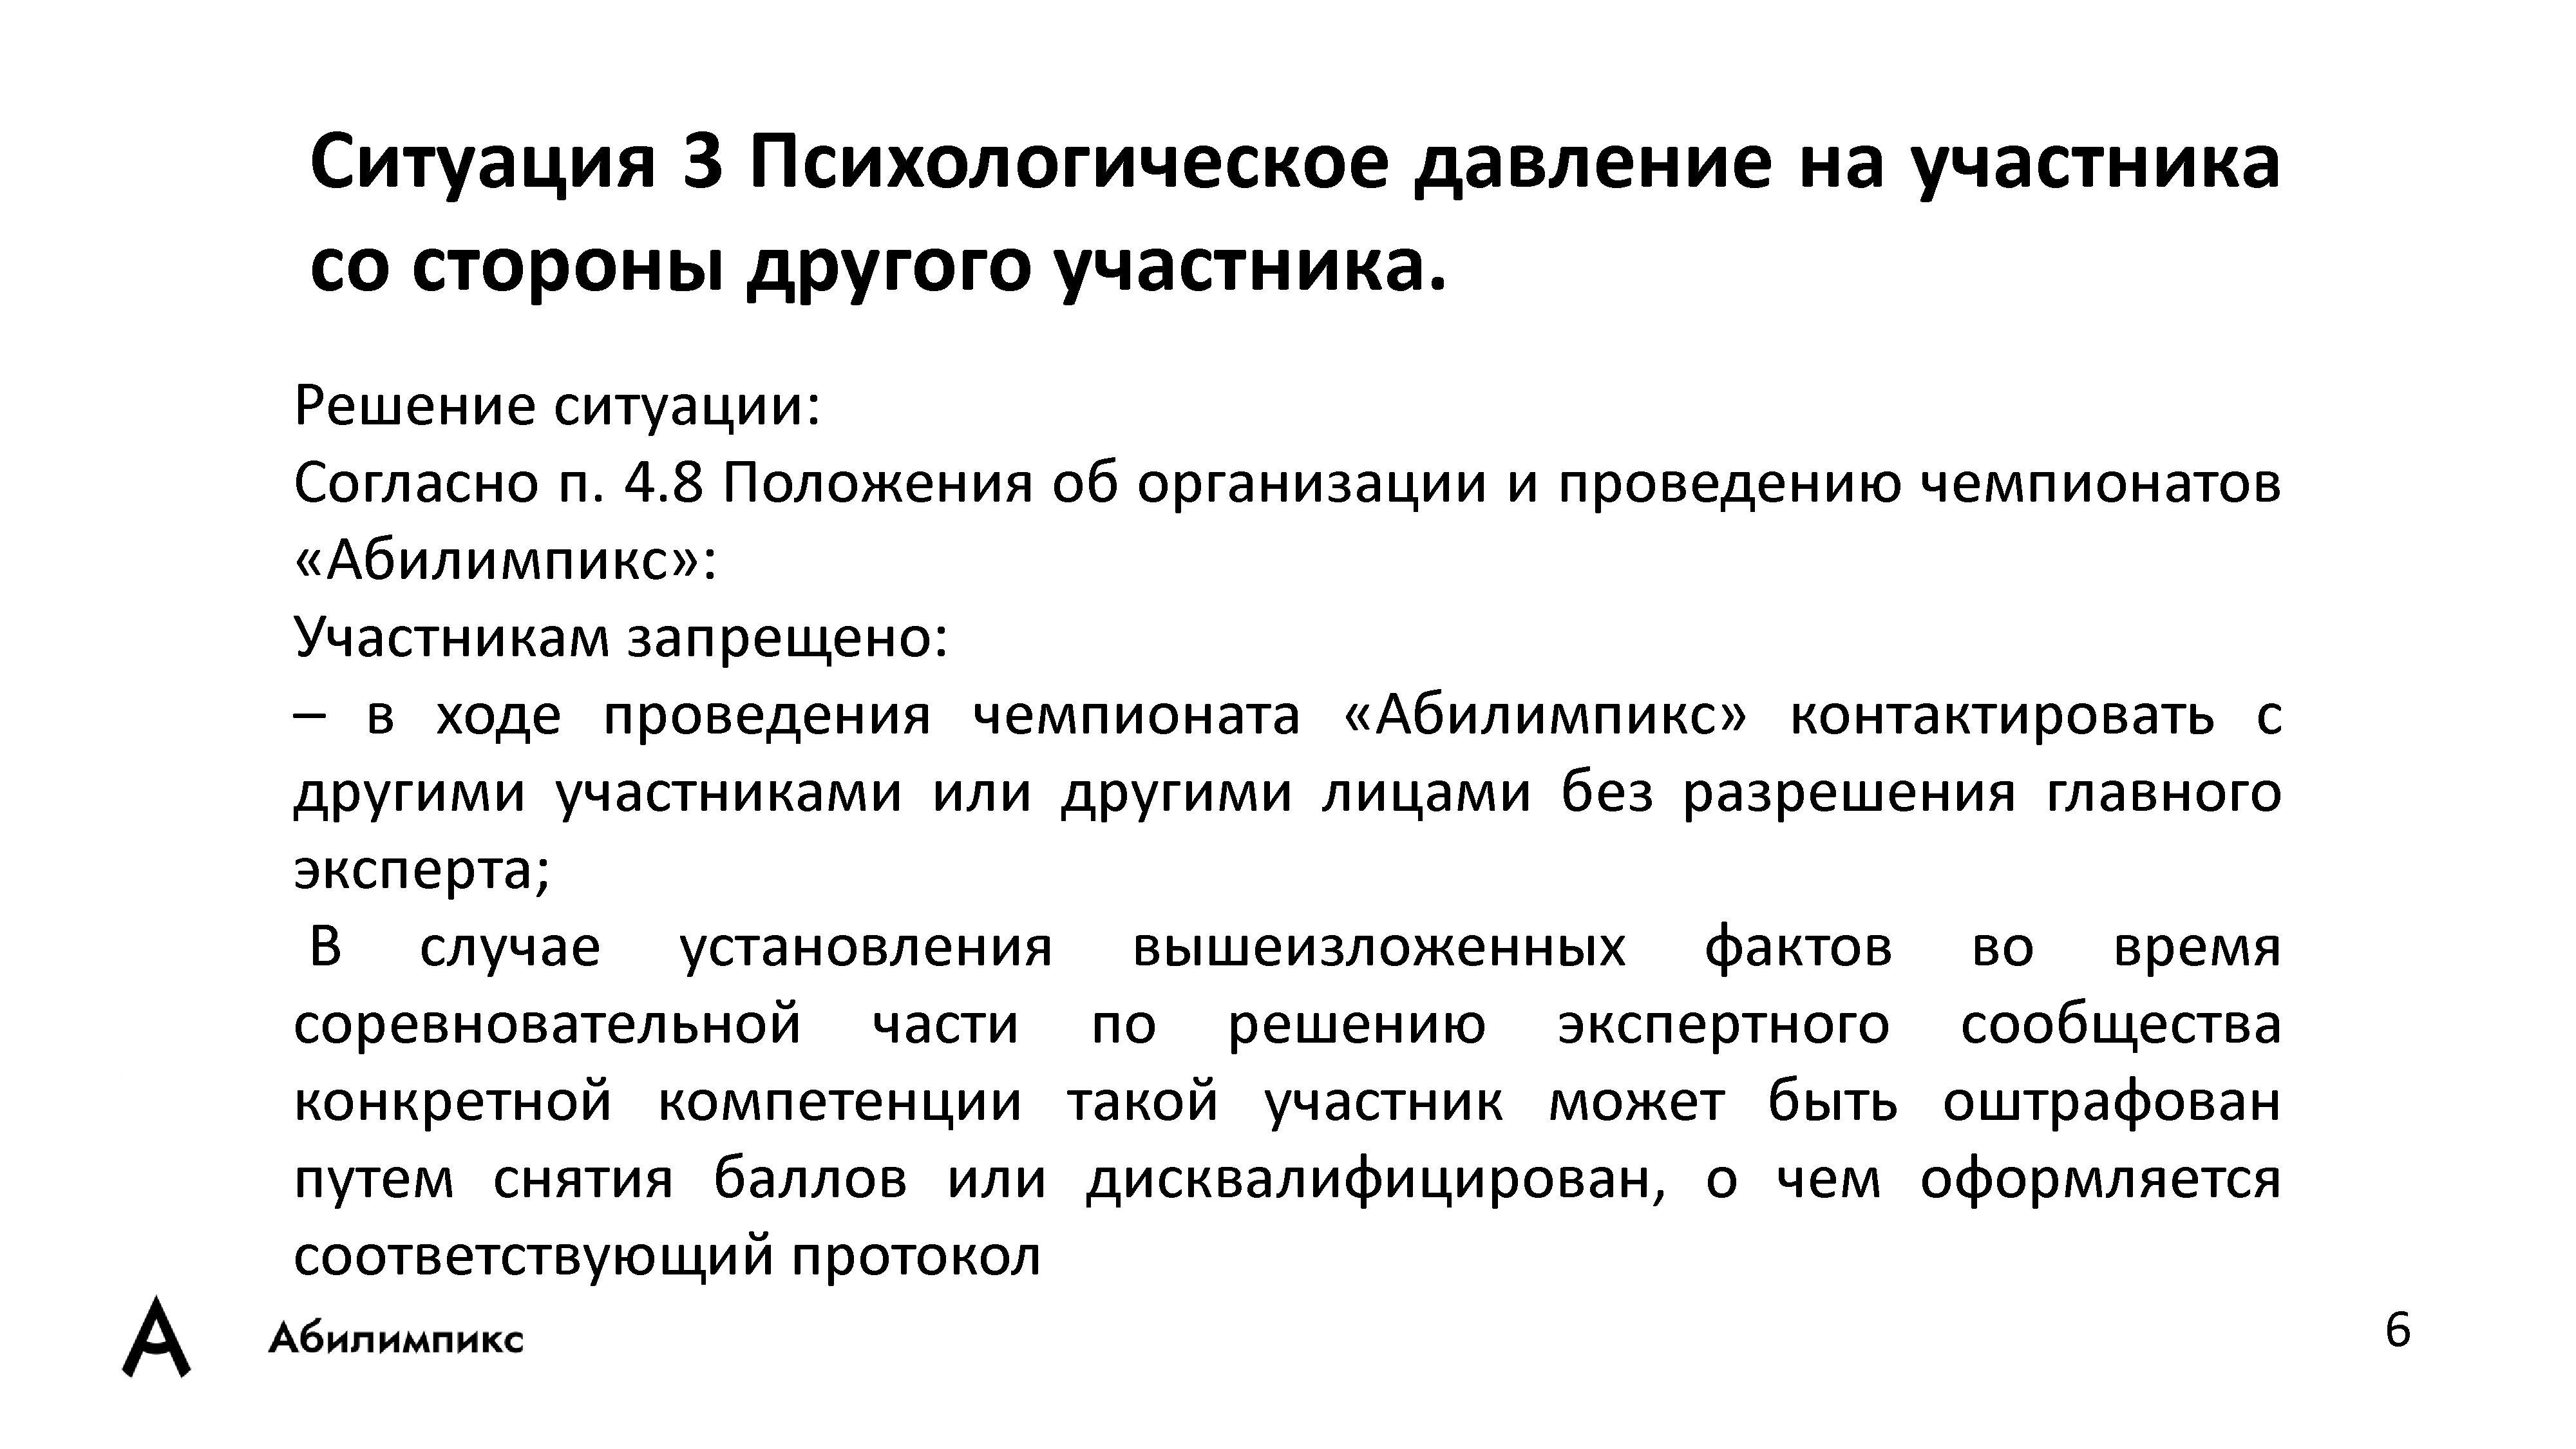 Ситуация 3 Психологическое давление на участника
со стороны другого участника.
Решение ситуации:
Согласно п. 4.8 Положения об организации и проведению чемпионатов
«Абилимпикс»:
Участникам запрещено:
– в ходе проведения чемпионата «Абилимпикс» контактировать с
другими участниками или другими лицами без разрешения главного
эксперта;
В случае установления вышеизложенных фактов во время
соревновательной части по решению экспертного сообщества
конкретной компетенции такой участник может быть оштрафован
путем снятия баллов или дисквалифицирован, о чем оформляется
соответствующий протокол
Абилимпикс
6